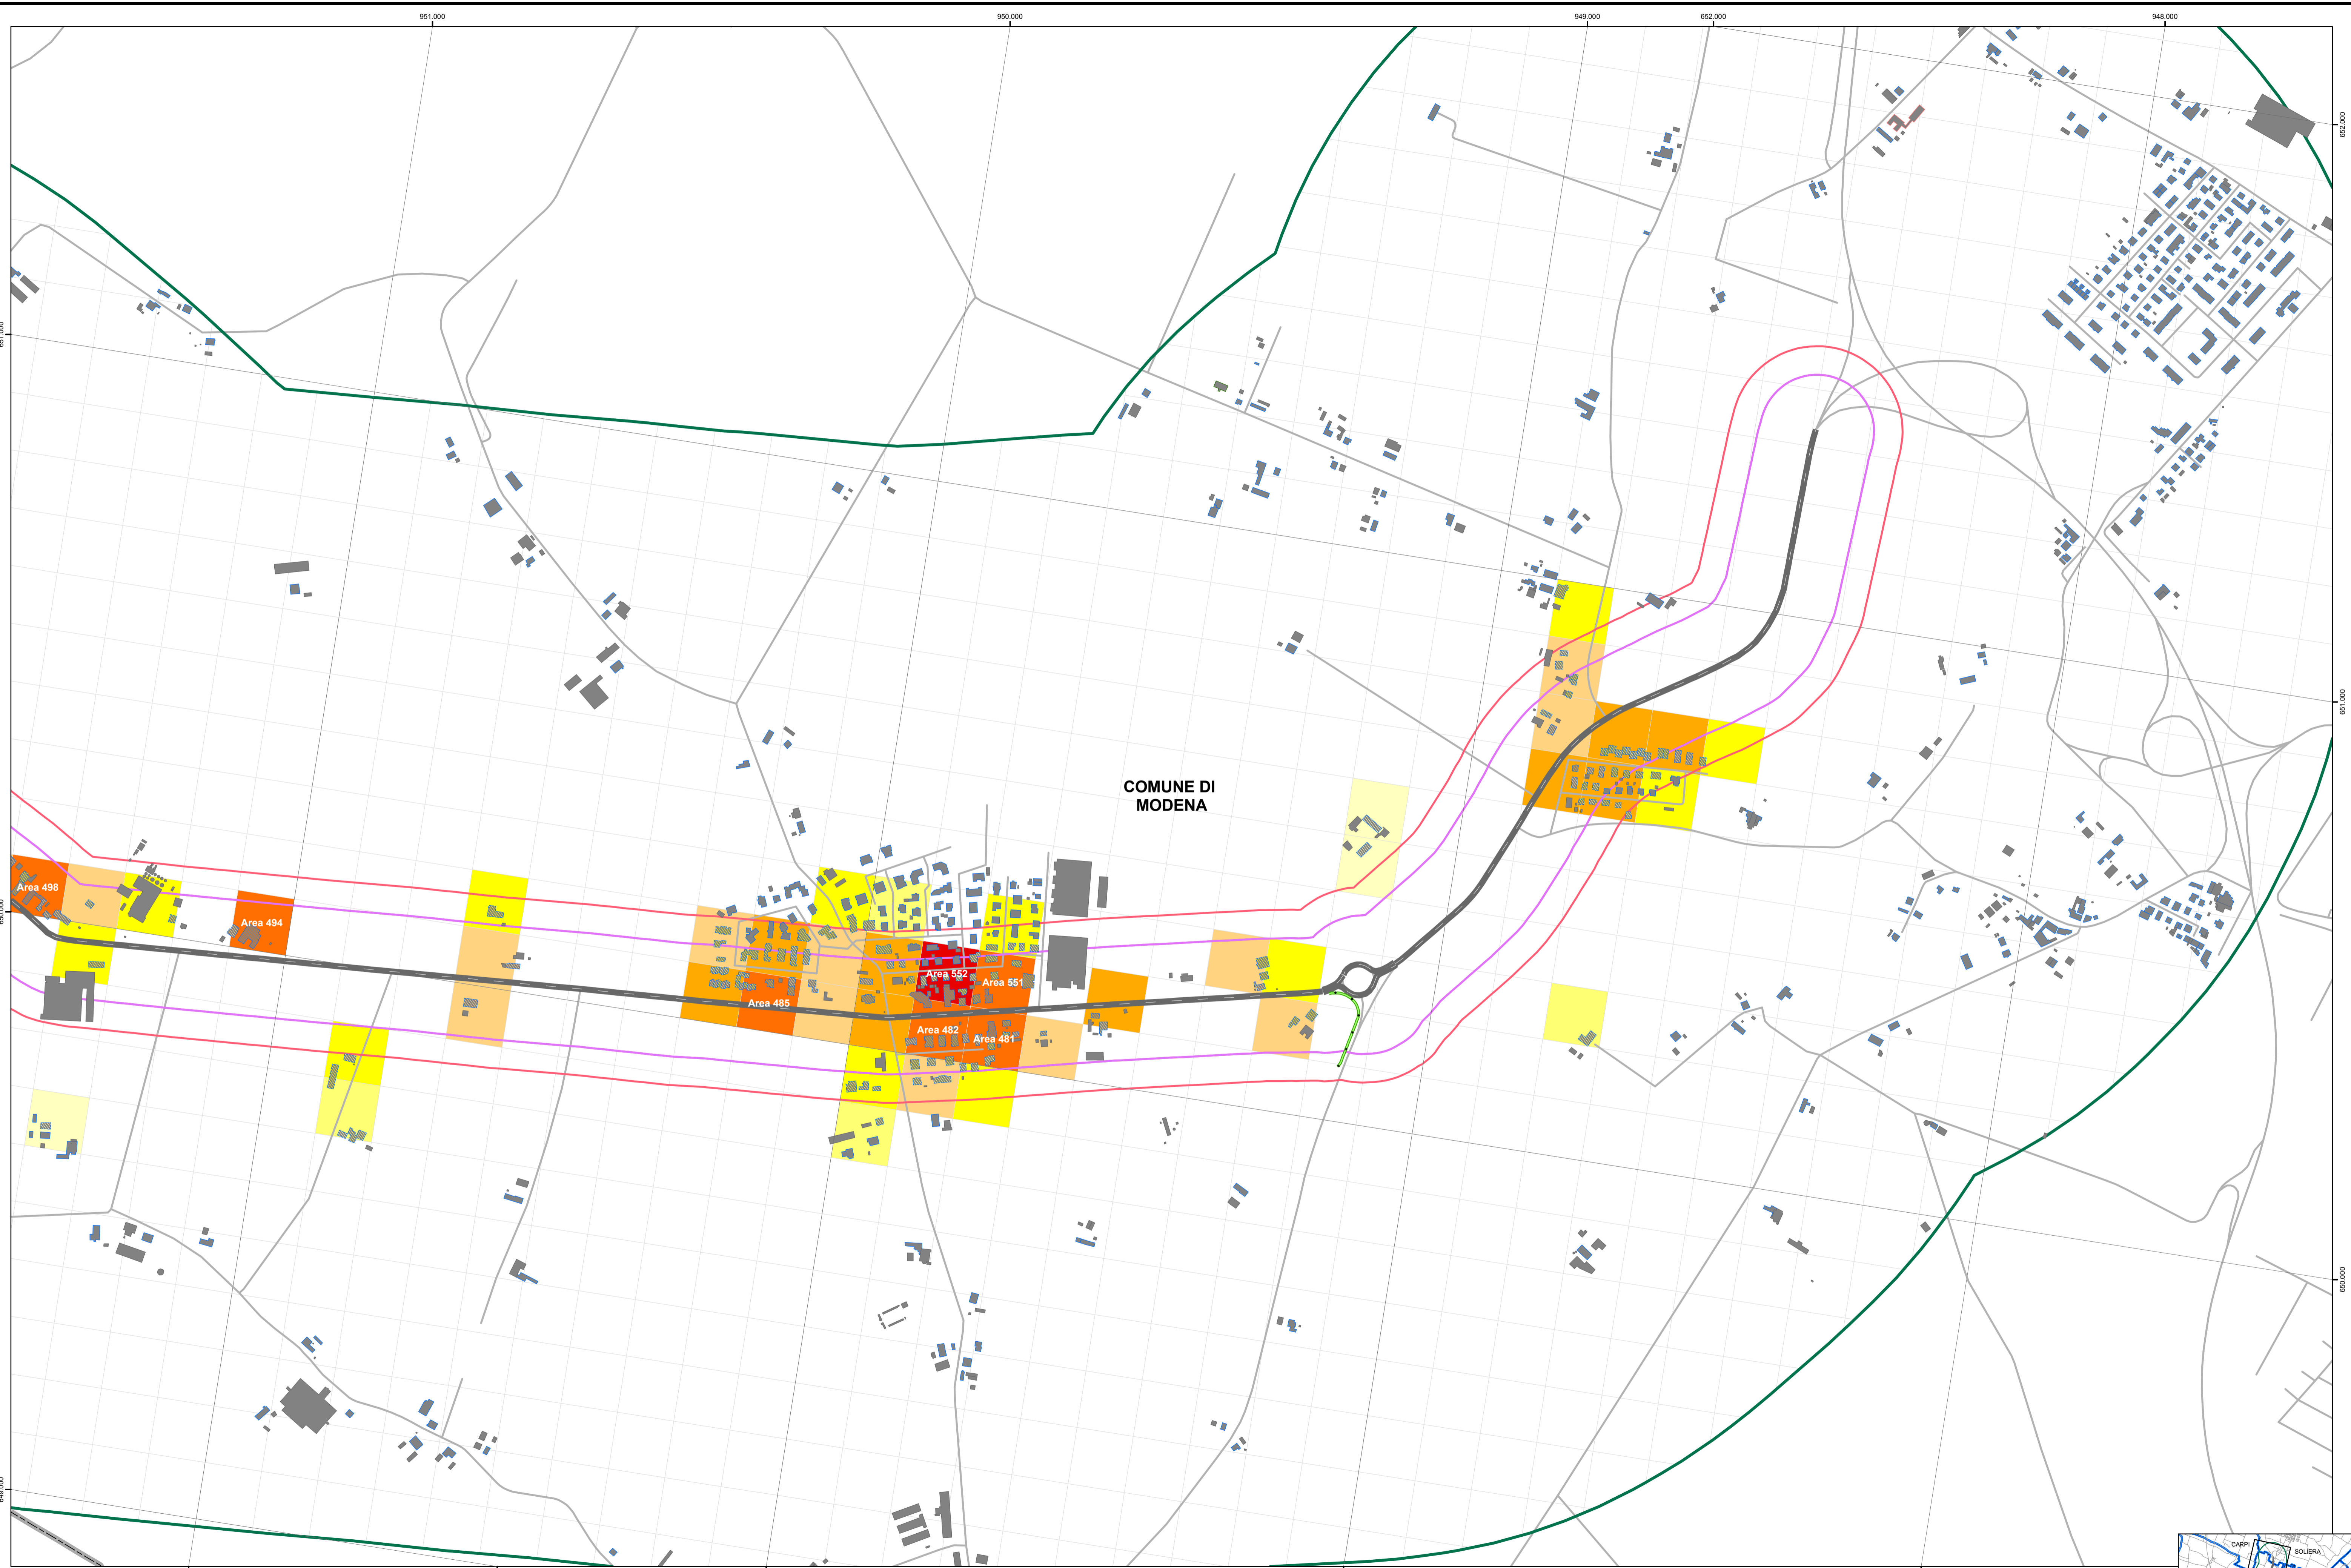 951.000
950.000
949.000
652.000
948.000
652.000
651.000
COMUNE DI
MODENA
Area 498
Area 494
Area 552
Area 551
Area 485
Area 482
Area 481
650.000
CARPI
SOLIERA